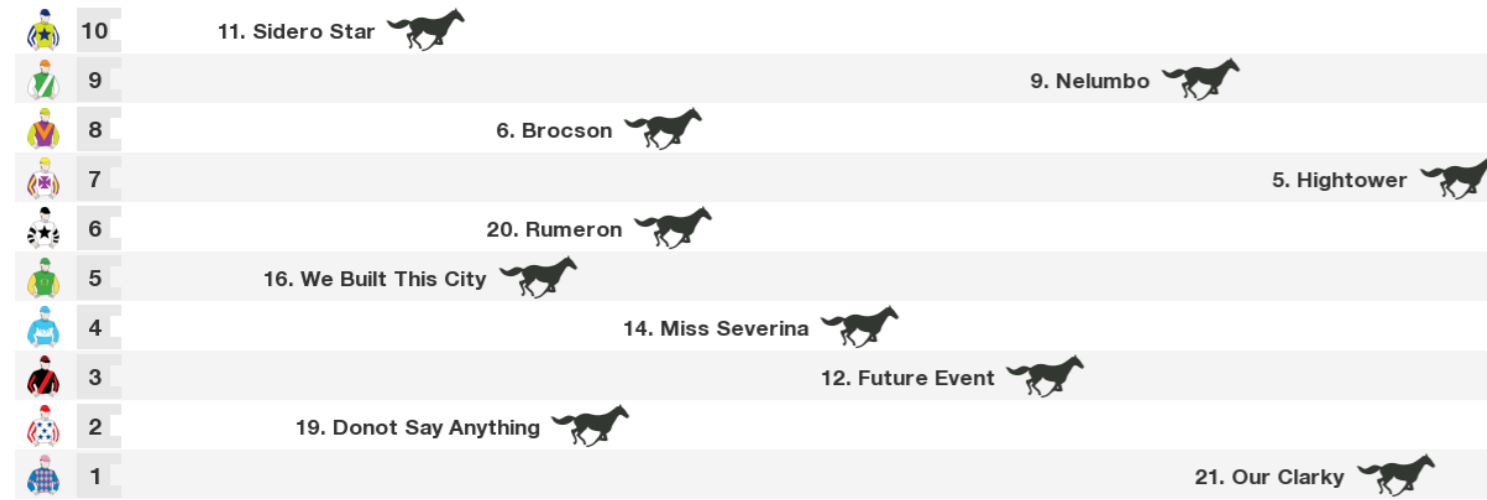 10 11. Sidero Star
9 9. Nelumbo
8 6. Brocson
7 5. Hightower
6 20. Rumeron
5 16. We Built This City
4 14. Miss Severina
3 12. Future Event
2 19. Donot Say Anything
1 21. Our Clarky